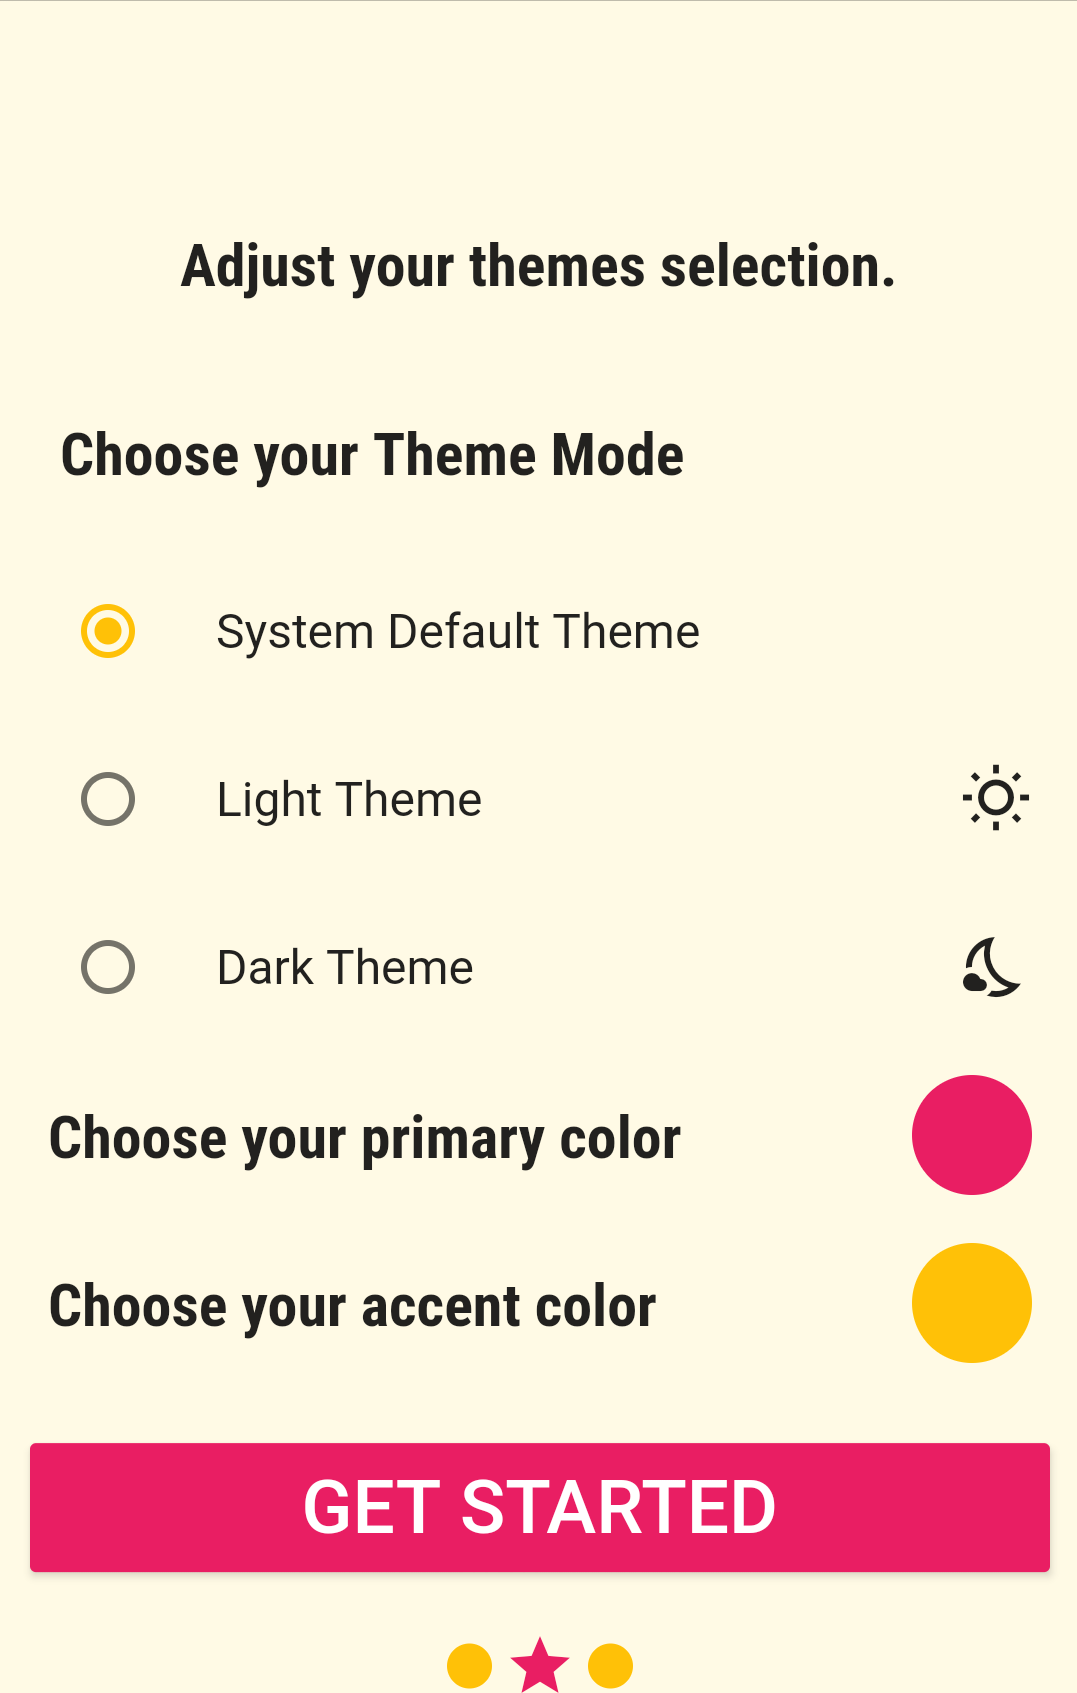 Adjust your themes selection.
Choose your Theme Mode
System Default Theme
Light Theme
Dark Theme
Choose your primary color
Choose your accent color
GET STARTED